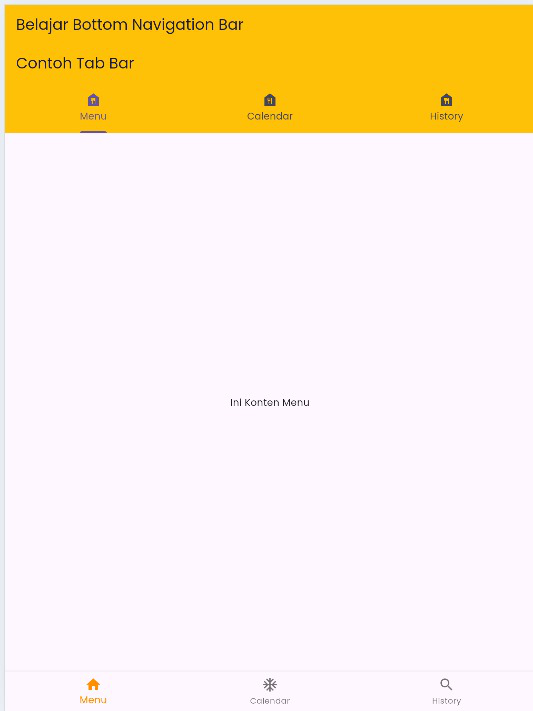 Belajar Bottom Navigation Bar
Contoh Tab Bar
Menu Calendar History
Ini Konten Menu
Menu Calendar History